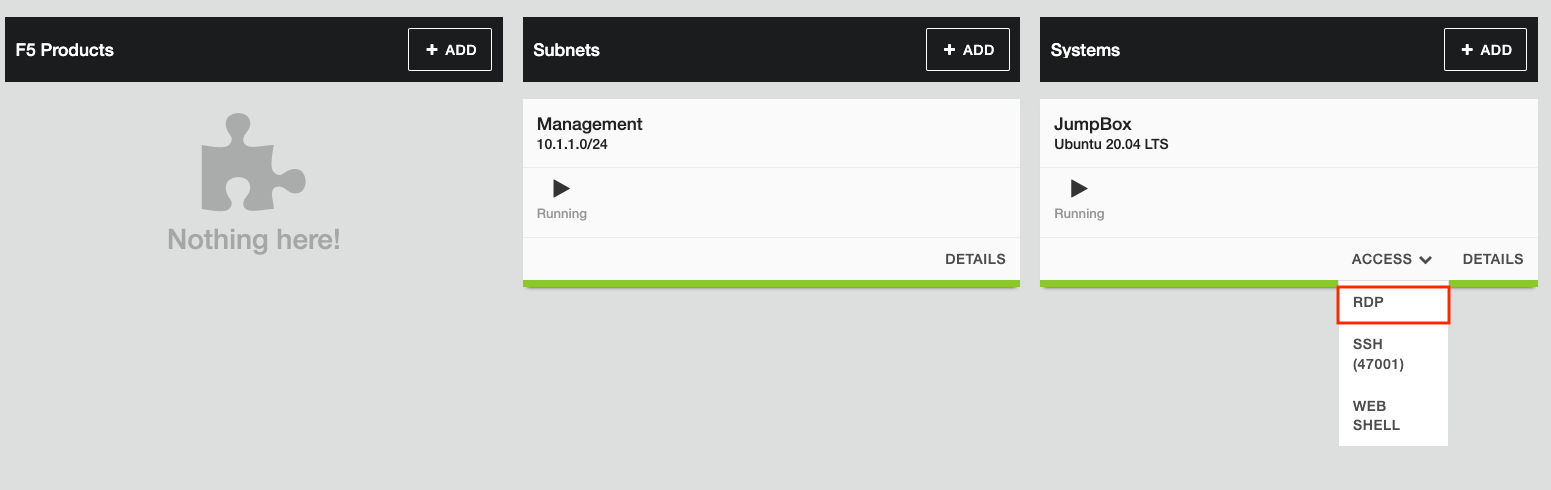 F5 Products
+ ADD
Nothing here!
Subnets
+ ADD
Management
10.1.1.0/24
Running
DETAILS
Systems
+ ADD
JumpBox
Ubuntu 20.04 LTS
Running
ACCESS
DETAILS
RDP
SSH
(47001)
WEB
SHELL